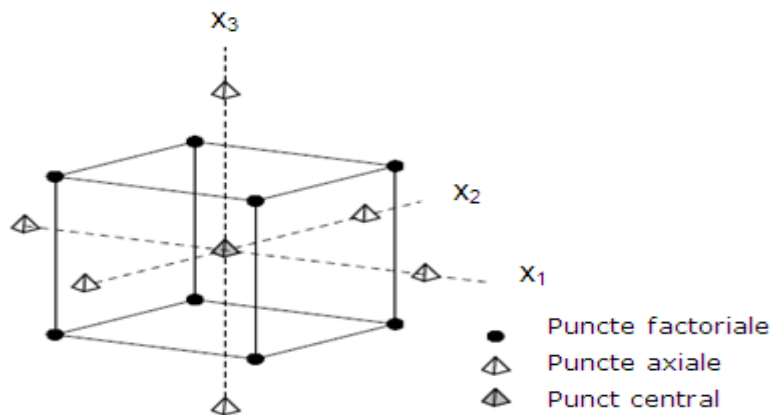 x₃
x₂
x₁
Puncte factoriale
Puncte axiale
Punct central